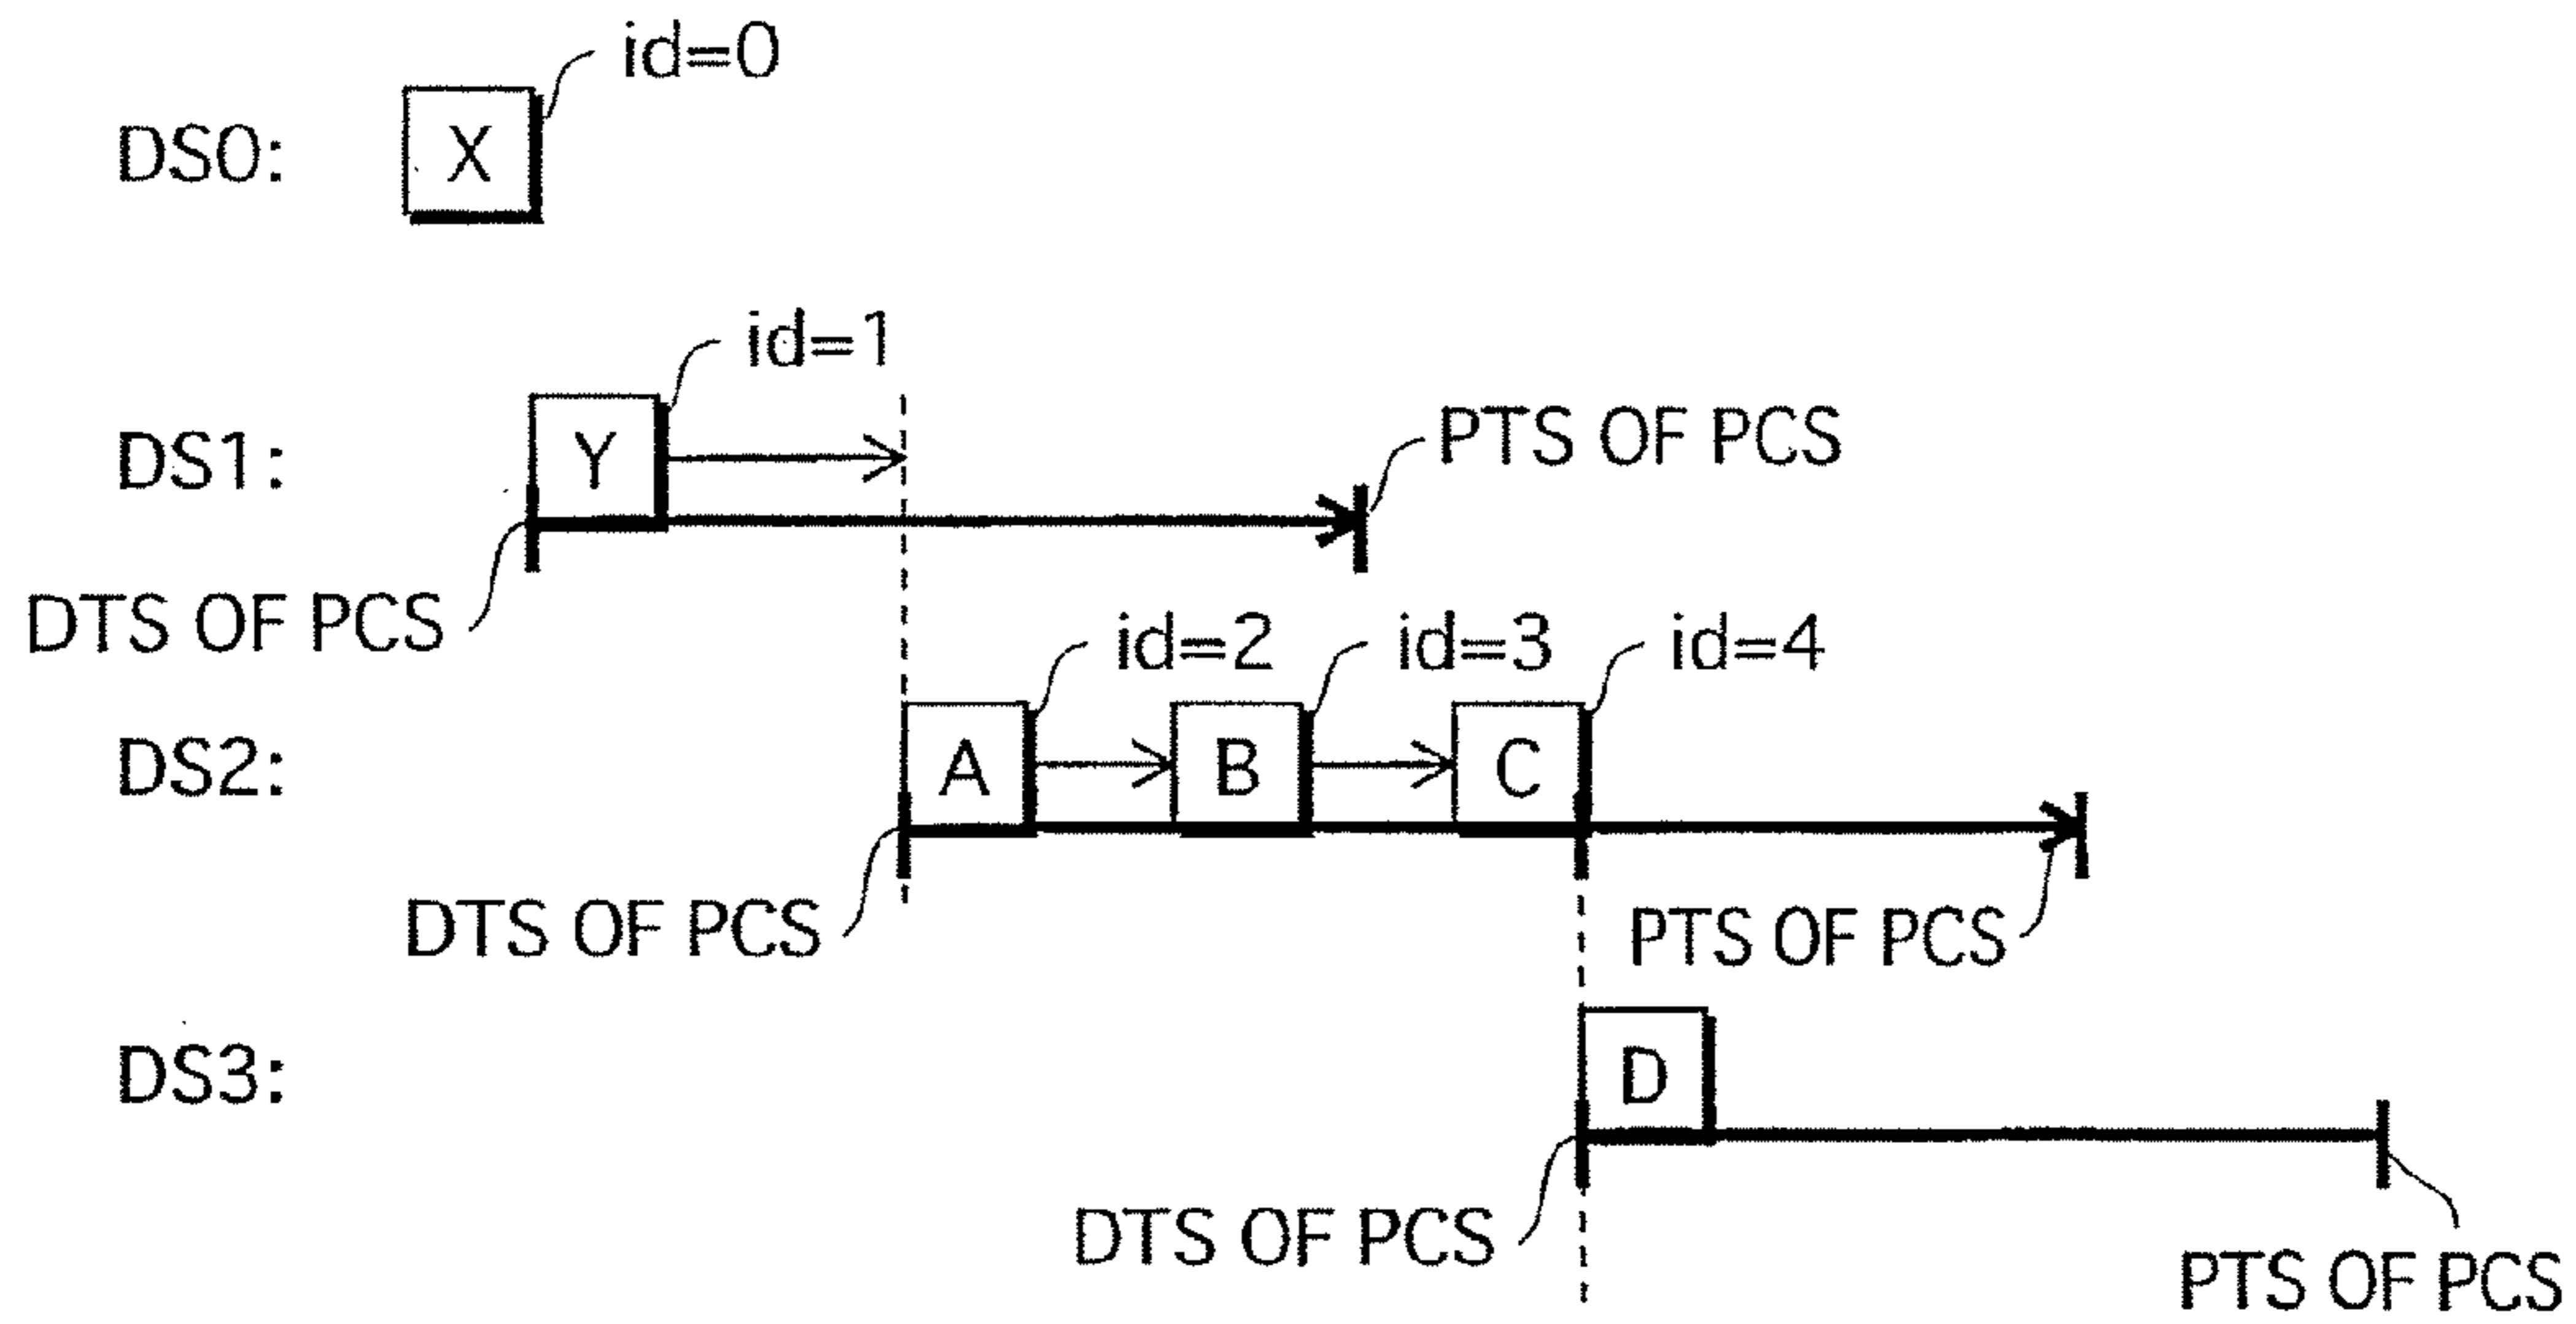 id=0
DS0:
X
id=1
DS1:
Y
PTS OF PCS
DTS OF PCS
id=2
id=3
id=4
DS2:
A
B
C
DTS OF PCS
PTS OF PCS
DS3:
D
DTS OF PCS
PTS OF PCS